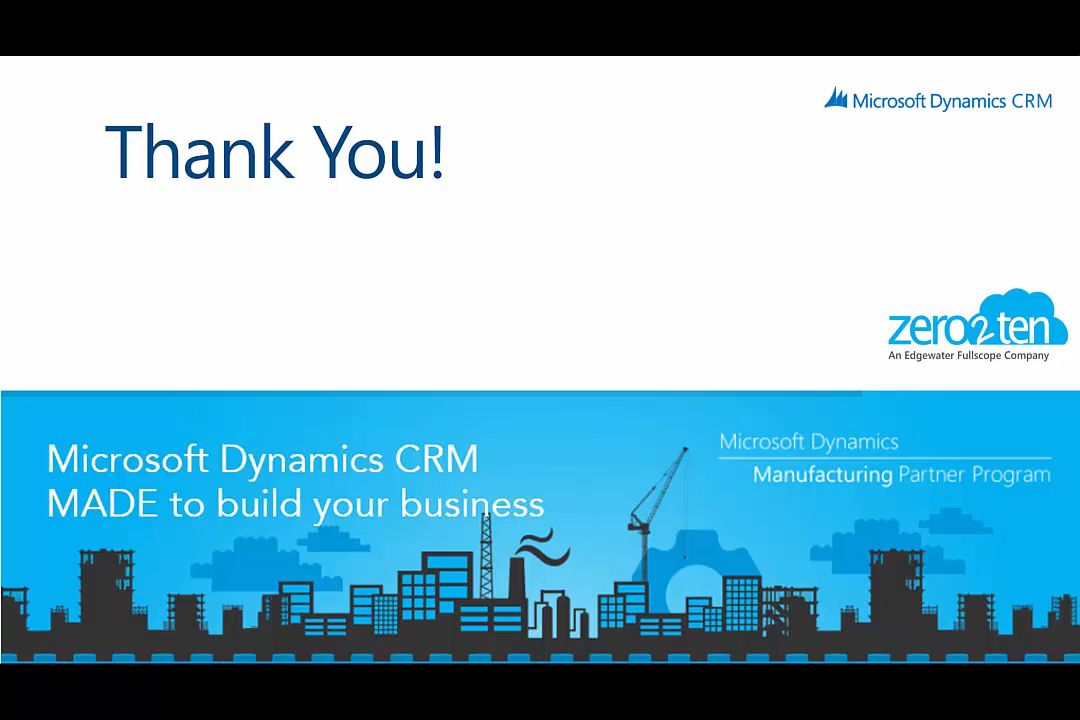 Microsoft Dynamics CRM
Thank You!
zero2ten
An Edgewater Fullscope Company
Microsoft Dynamics CRM
MADE to build your business
Microsoft Dynamics
Manufacturing Partner Program